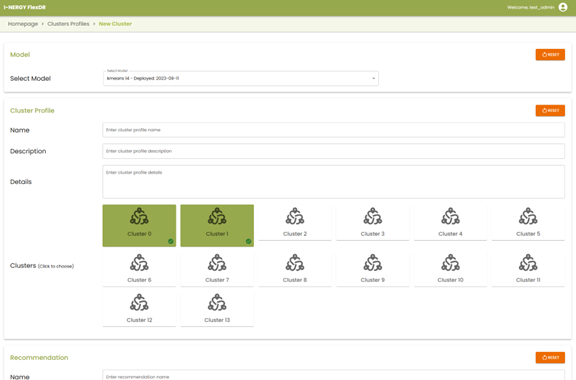 I-NERGY FlexDR
Welcome, test_admin
Homepage > Clusters Profiles > New Cluster
Model
RESET
Select Model
Select Model
kmeans 14 - Deployed: 2023-09-11
Cluster Profile
RESET
Name
Enter cluster profile name
Description
Enter cluster profile description
Details
Enter cluster profile details
Clusters (Click to choose)
Cluster 0
Cluster 1
Cluster 2
Cluster 3
Cluster 4
Cluster 5
Cluster 6
Cluster 7
Cluster 8
Cluster 9
Cluster 10
Cluster 11
Cluster 12
Cluster 13
Recommendation
RESET
Name
Enter recommendation name